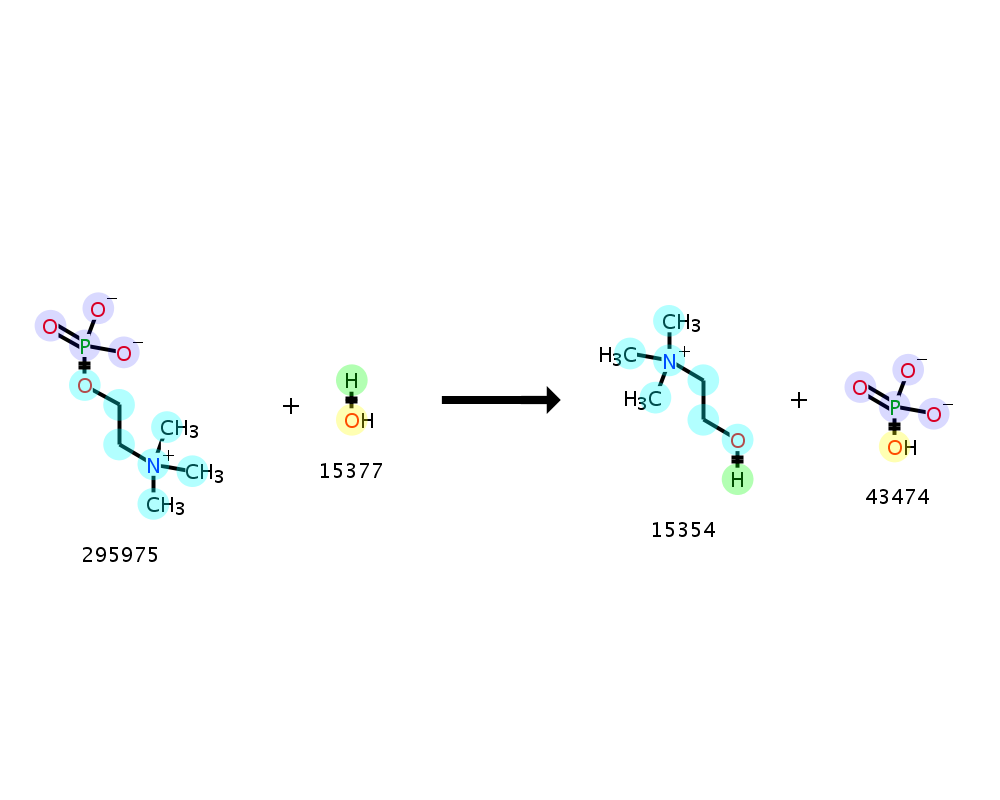 O O⁻
P O⁻
O
CH3
N⁺ CH3
CH3
295975
+
H
OH
15377
CH3
H3C N⁺
H3C
O
H
15354
+
O⁻
O P O⁻
OH
43474